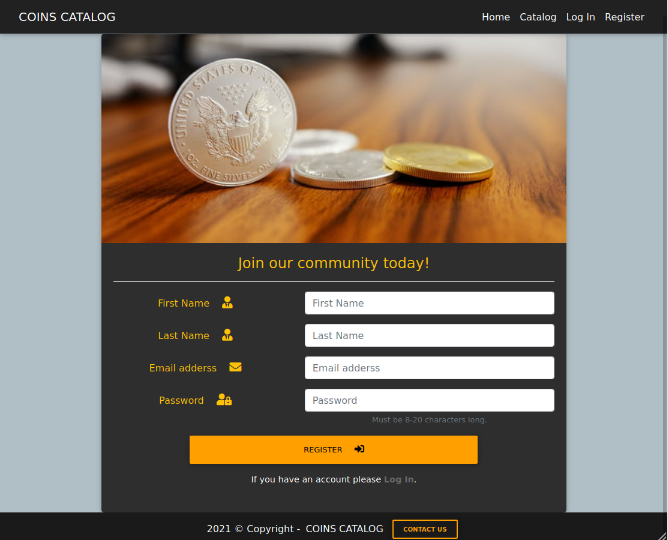 COINS CATALOG Home Catalog Log In Register
UNITED STATES OF AMERICA
1 OZ. FINE SILVER~ON
Join our community today!
First Name First Name
Last Name Last Name
Email adderss Email adderss
Password Password
Must be 8-20 characters long.
REGISTER
If you have an account please Log In.
2021 © Copyright - COINS CATALOG CONTACT US